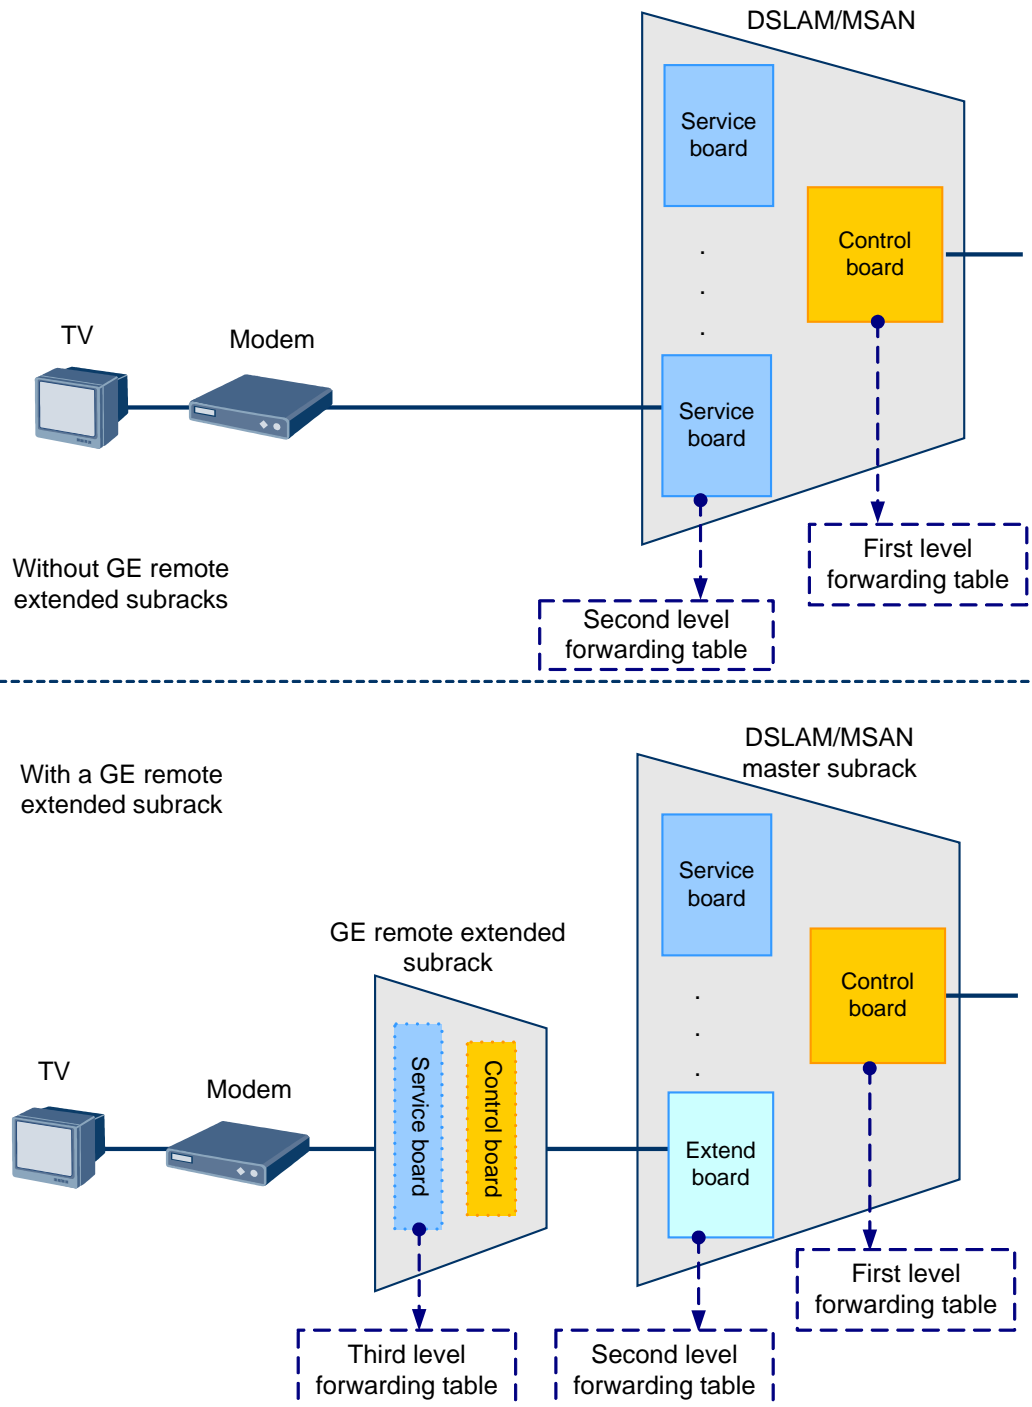 DSLAM/MSAN
Service
board
Control
board
.
.
.
TV
Modem
Service
board
First level
forwarding table
Without GE remote
extended subracks
Second level
forwarding table
DSLAM/MSAN
master subrack
With a GE remote
extended subrack
Service
board
GE remote extended
subrack
Control
board
.
.
.
TV
Modem
Service board
Control board
Extend
board
First level
forwarding table
Third level
forwarding table
Second level
forwarding table